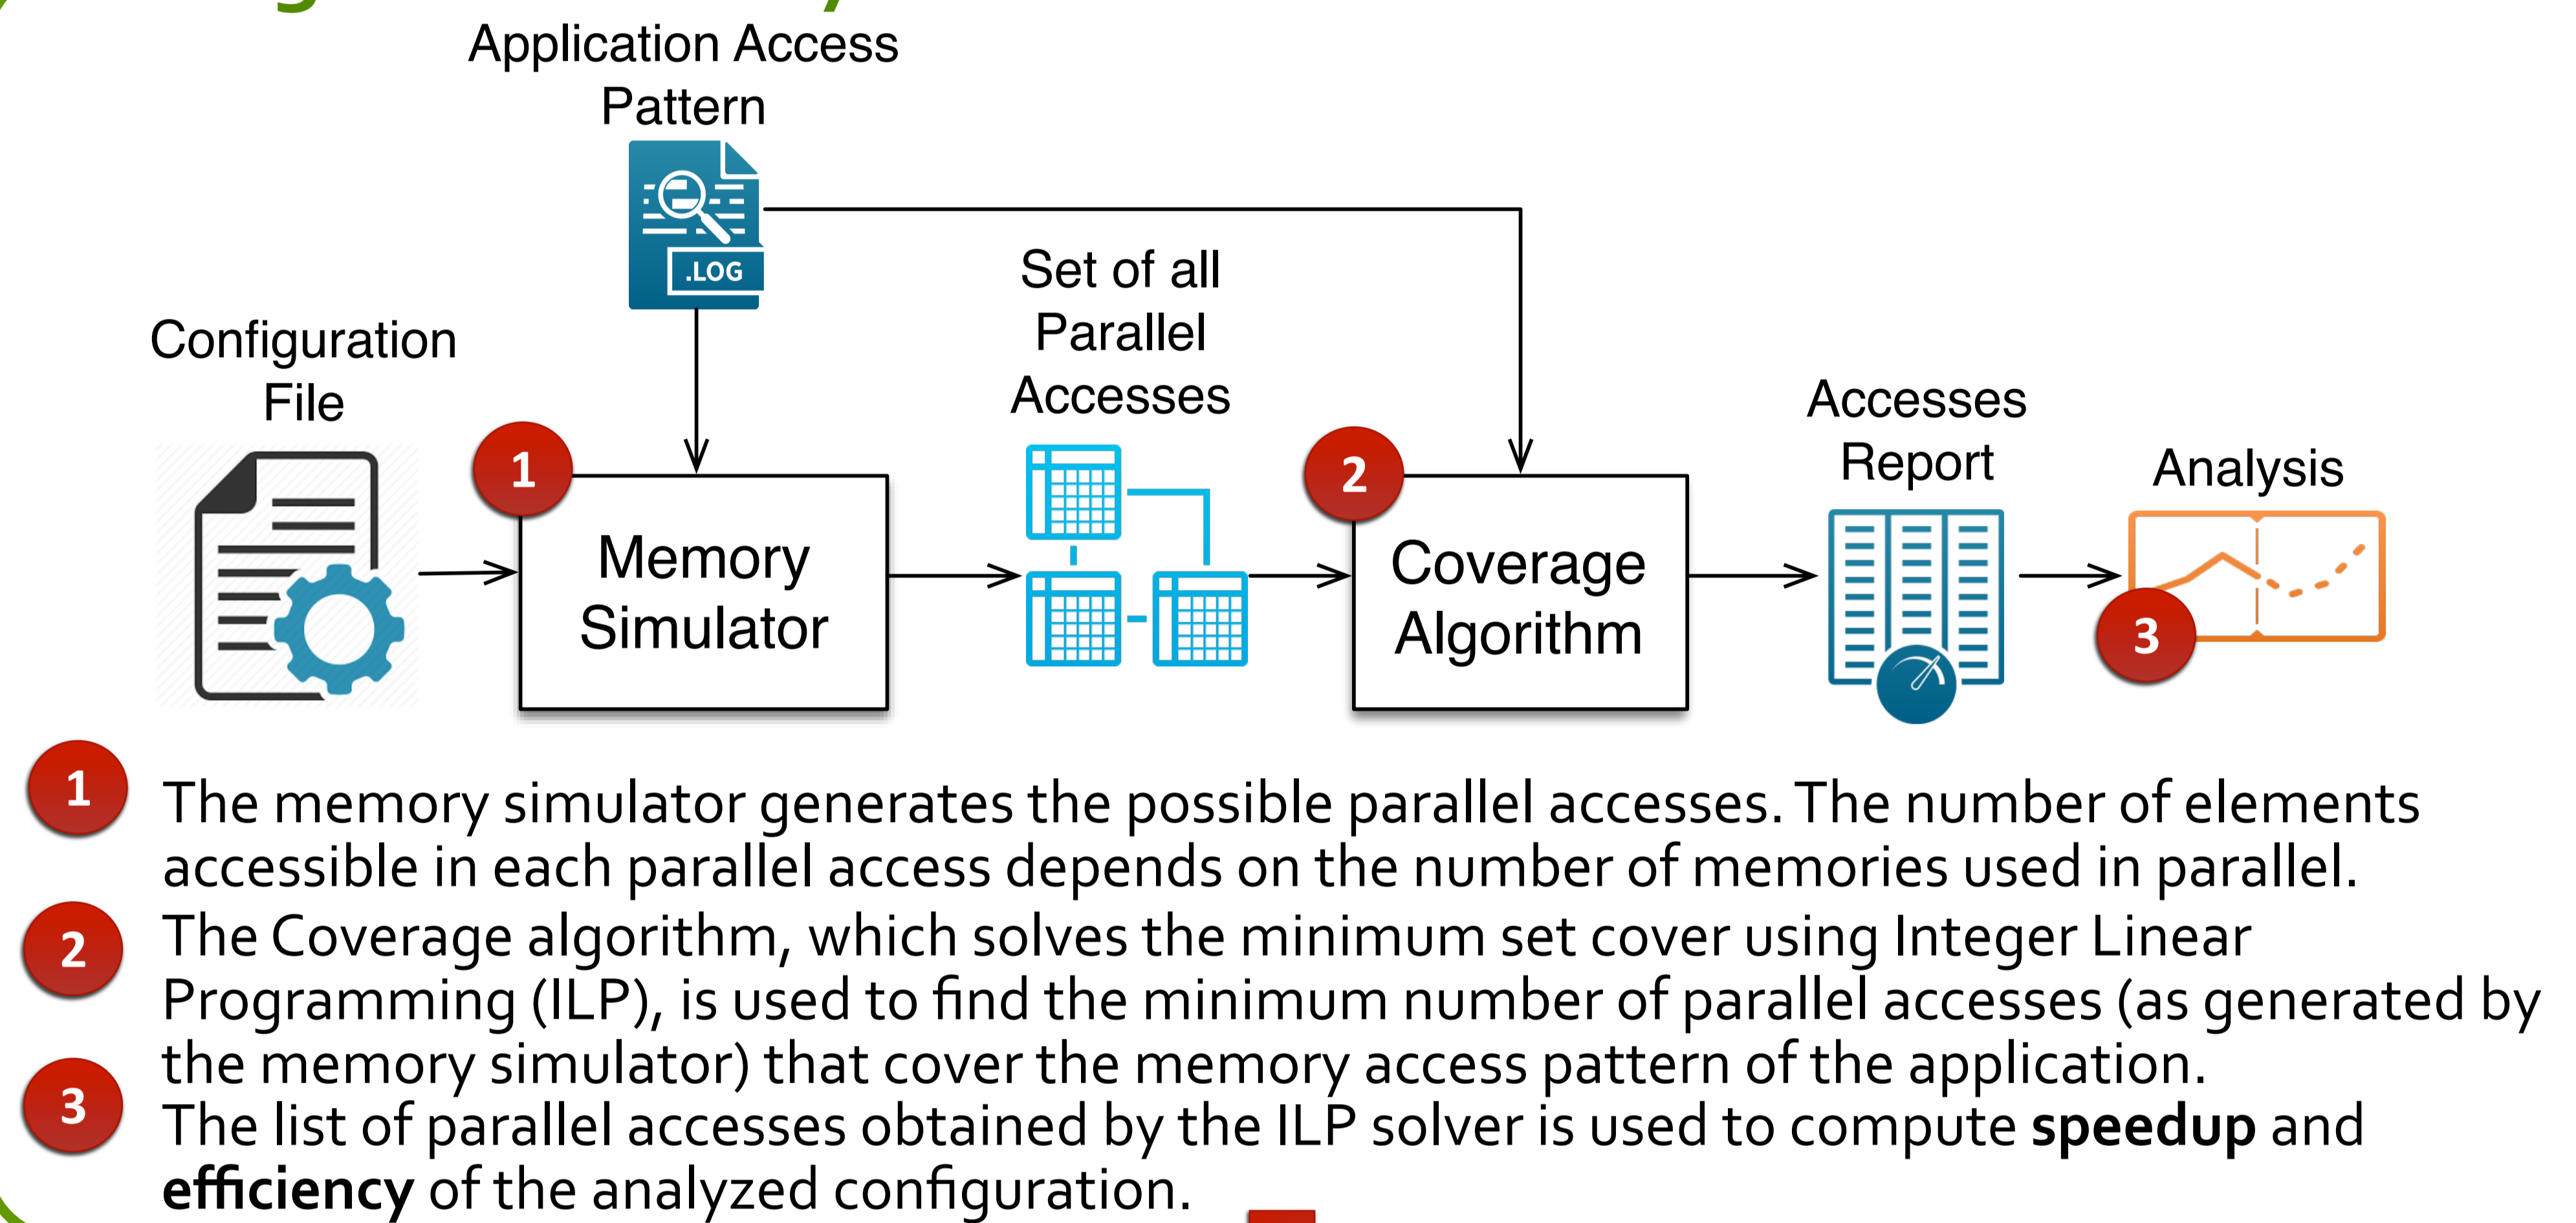 Application Access
Pattern
.LOG
Set of all
Parallel
Accesses
Configuration
File
Accesses
Report
Analysis
1
Memory
Simulator
2
Coverage
Algorithm
3
1
The memory simulator generates the possible parallel accesses. The number of elements
accessible in each parallel access depends on the number of memories used in parallel.
2
The Coverage algorithm, which solves the minimum set cover using Integer Linear
Programming (ILP), is used to find the minimum number of parallel accesses (as generated by
the memory simulator) that cover the memory access pattern of the application.
3
The list of parallel accesses obtained by the ILP solver is used to compute speedup and
efficiency of the analyzed configuration.